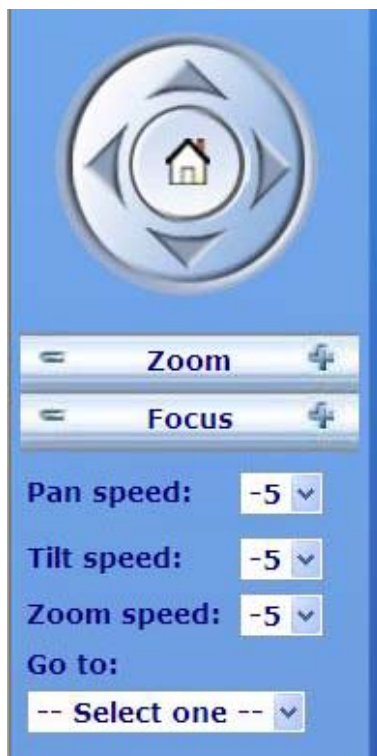 Zoom
Focus
Pan speed: -5
Tilt speed: -5
Zoom speed: -5
Go to:
-- Select one --